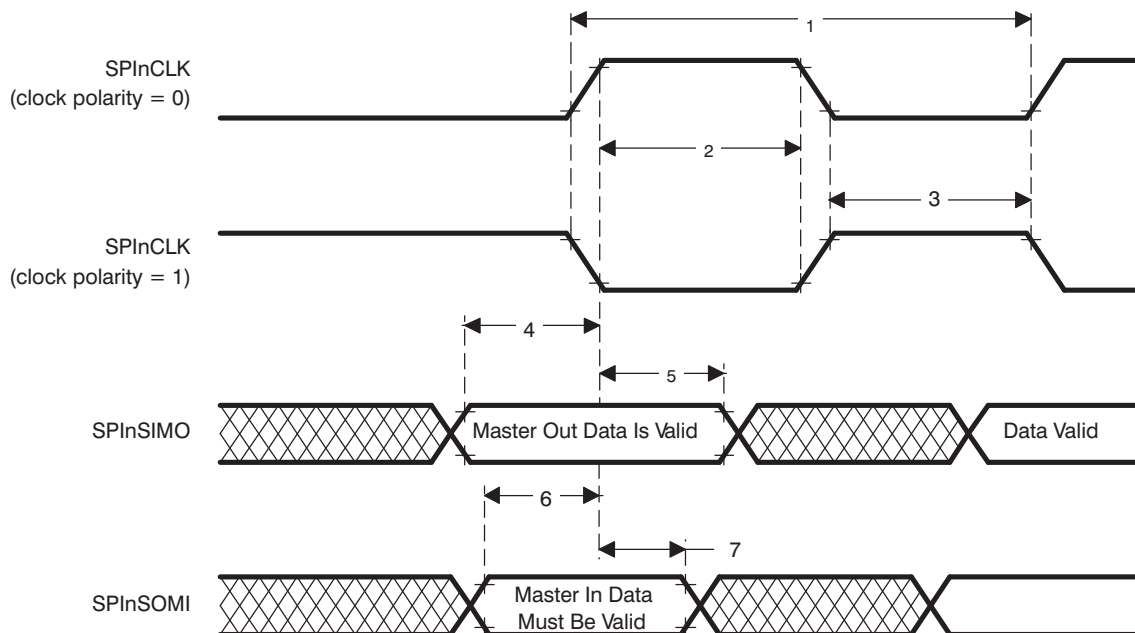 1
SPInCLK
(clock polarity = 0)
2
3
SPInCLK
(clock polarity = 1)
4
5
SPInSIMO
Master Out Data Is Valid
Data Valid
6
7
SPInSOMI
Master In Data
Must Be Valid